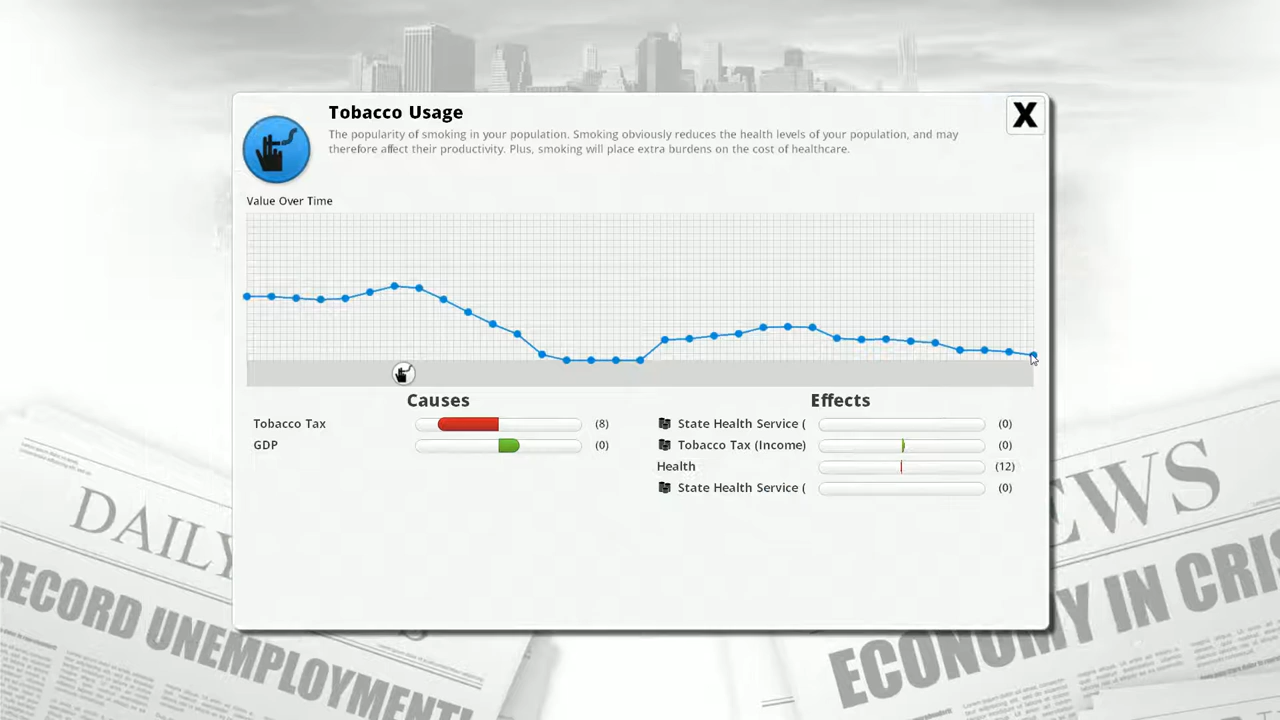 Tobacco Usage
X
The popularity of smoking in your population. Smoking obviously reduces the health levels of your population, and may
therefore affect their productivity. Plus, smoking will place extra burdens on the cost of healthcare.
Value Over Time
Causes
Tobacco Tax (8)
GDP (0)
Effects
State Health Service ( (0)
Tobacco Tax (Income) (0)
Health (12)
State Health Service ( (0)
DAILY
RECORD UNEMPLOYMENT
EWS
ECONOMY IN CRIS